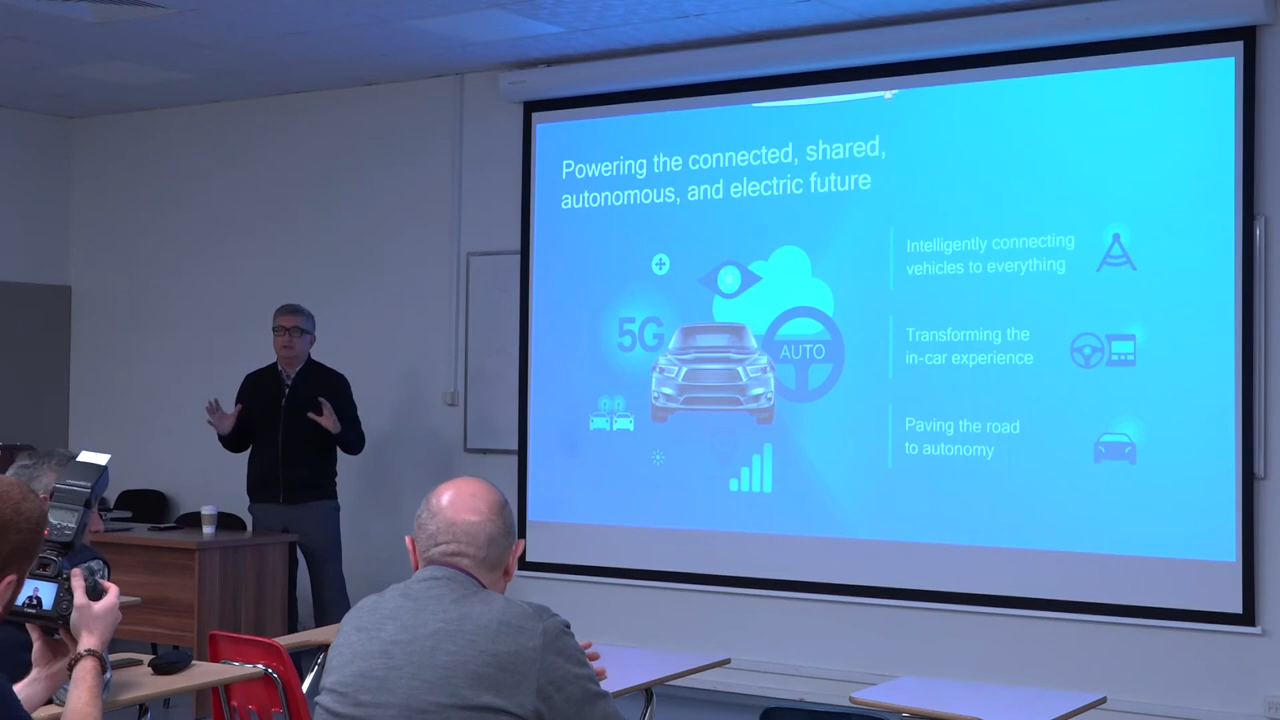 Powering the connected, shared,
autonomous, and electric future
Intelligently connecting
vehicles to everything
5G
AUTO
Transforming the
in-car experience
Paving the road
to autonomy